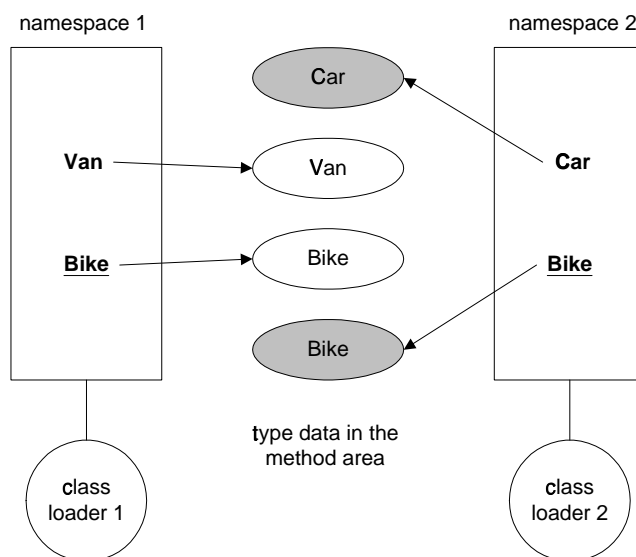 namespace 1
namespace 2
Car
Van
Van
Car
Bike
Bike
Bike
Bike
type data in the
method area
class
loader 1
class
loader 2